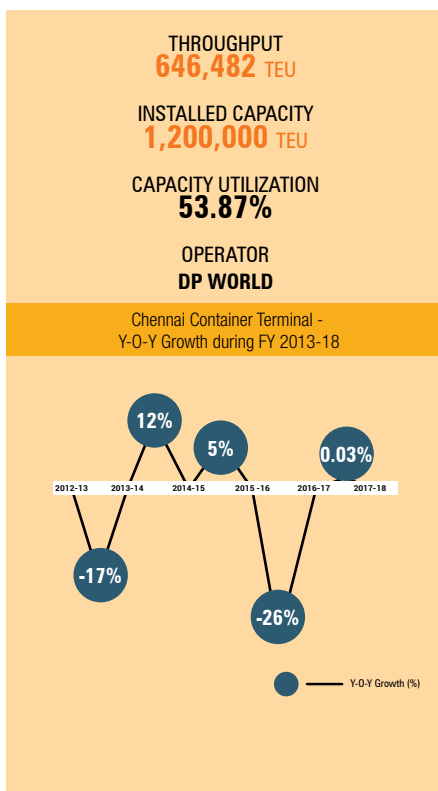 THROUGHPUT
646,482 TEU
INSTALLED CAPACITY
1,200,000 TEU
CAPACITY UTILIZATION
53.87%
OPERATOR
DP WORLD
Chennai Container Terminal -
Y-O-Y Growth during FY 2013-18
12%
5%
0.03%
2012-13 2013-14 2014-15 2015 -16 2016-17 2017-18
-17%
-26%
Y-O-Y Growth (%)